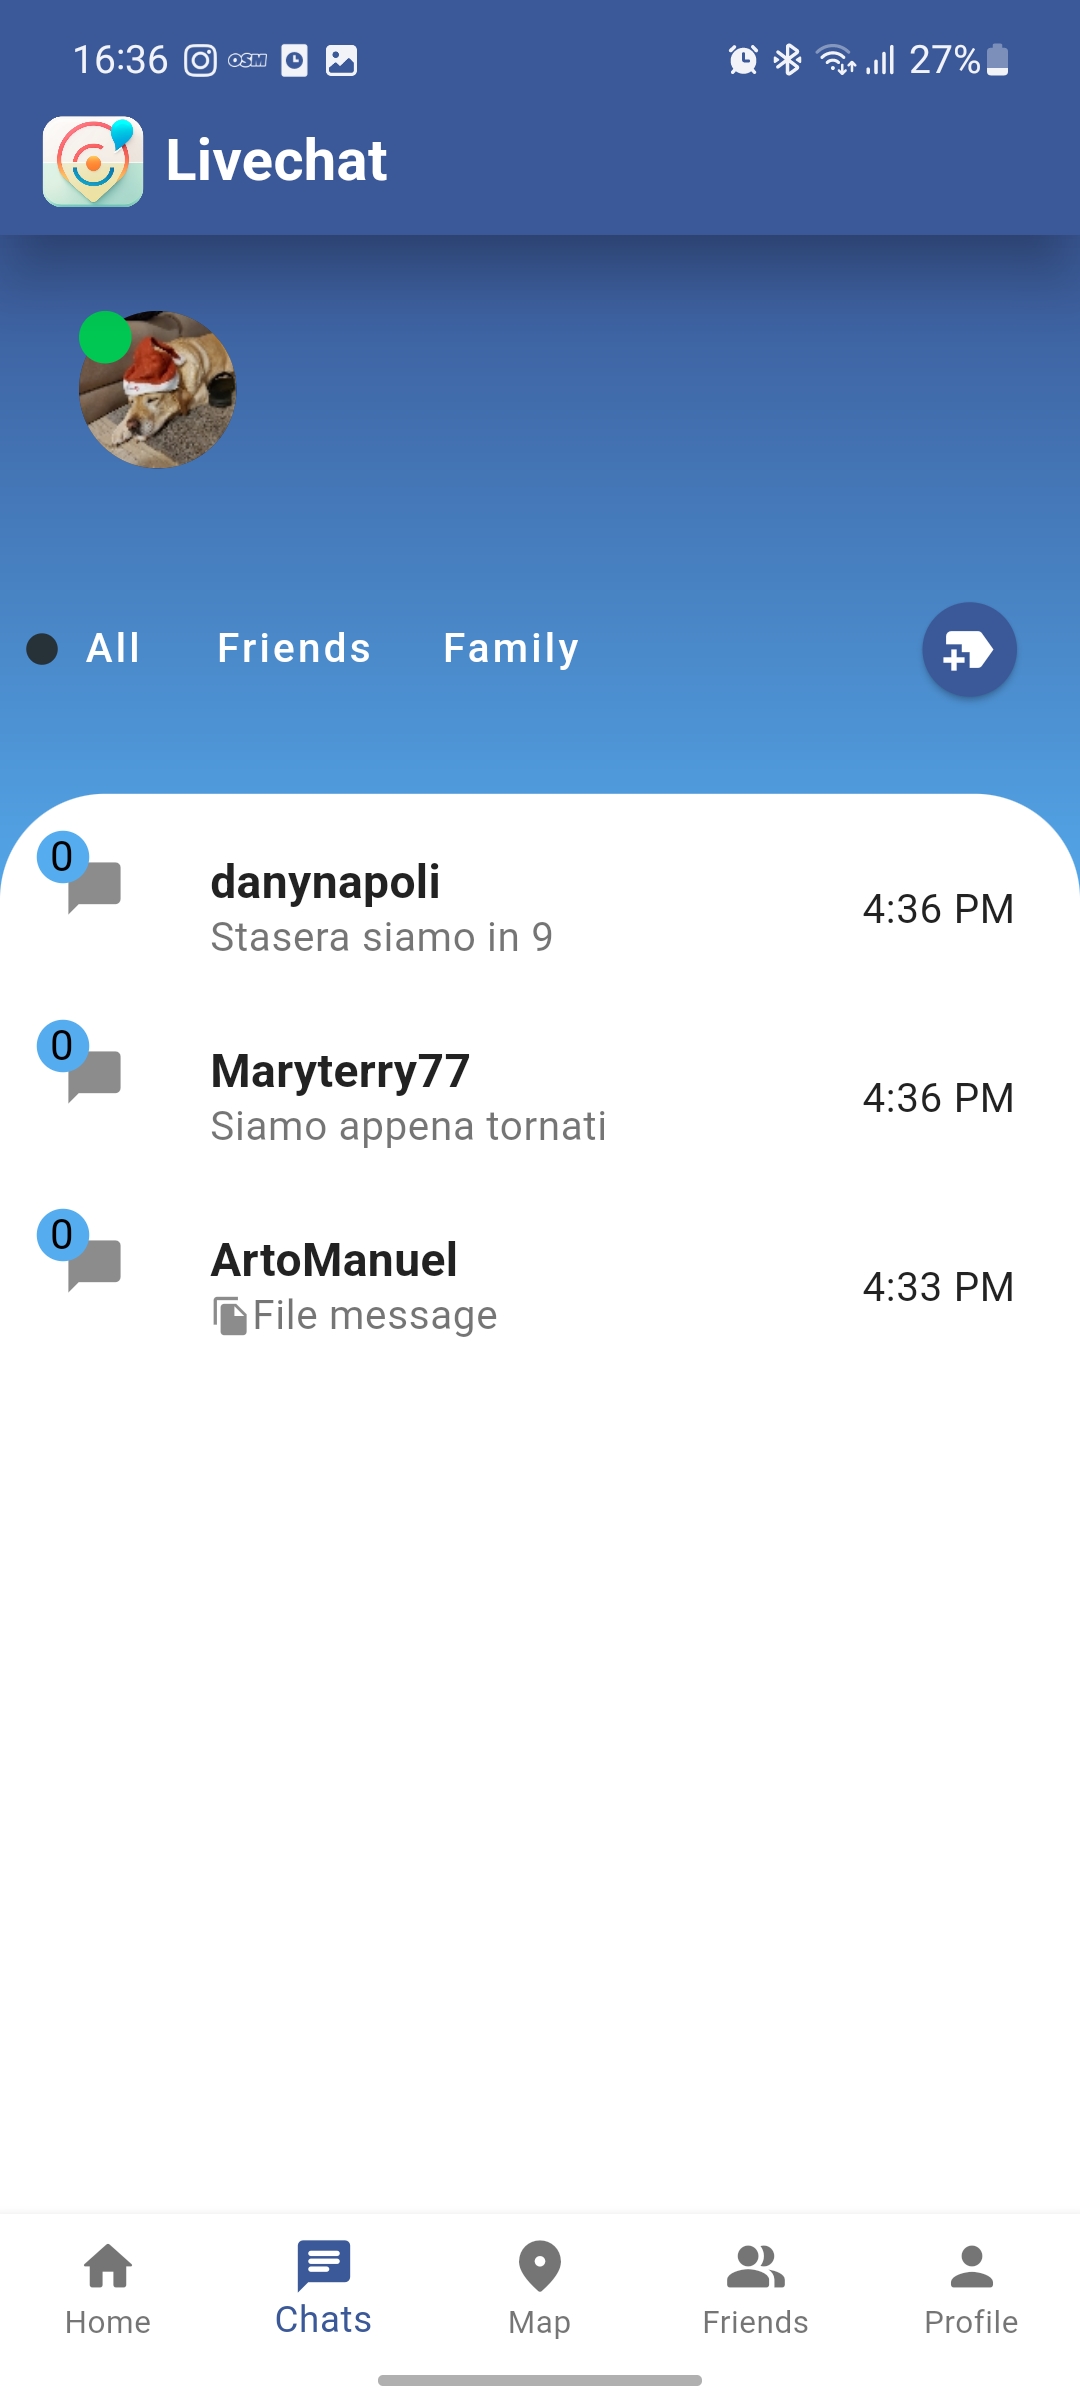 16:36 OSM 27%
Livechat
All Friends Family
0 danynapoli 4:36 PM
Stasera siamo in 9
0 Maryterry77 4:36 PM
Siamo appena tornati
0 ArtoManuel 4:33 PM
File message
Home Chats Map Friends Profile